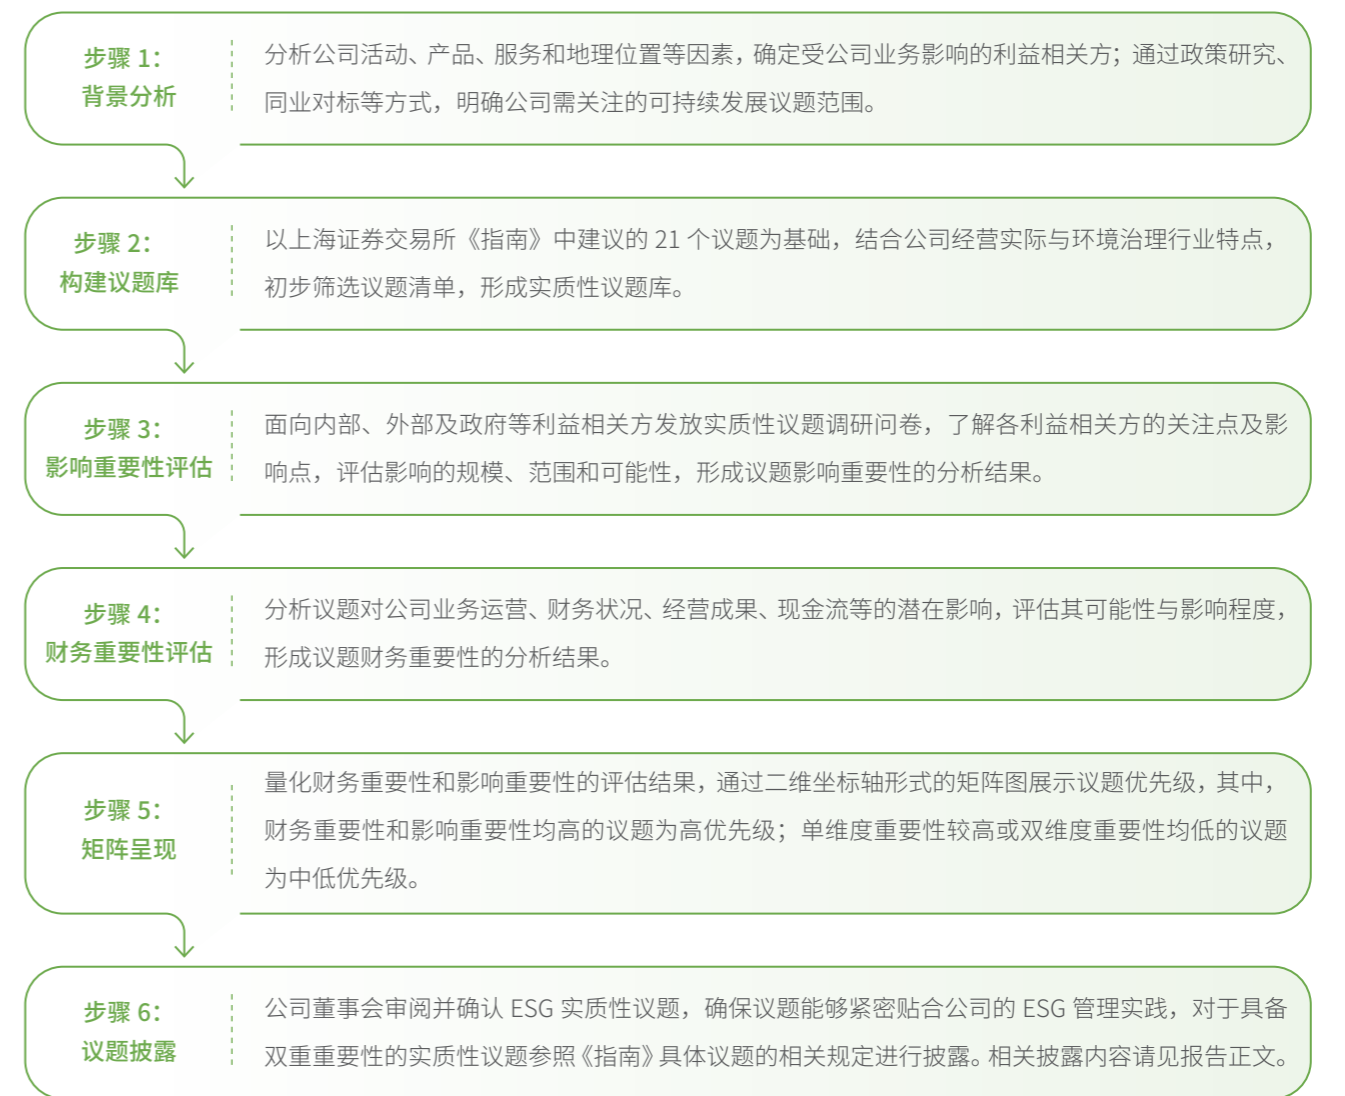 步骤 1：
背景分析
分析公司活动、产品、服务和地理位置等因素，确定受公司业务影响的利益相关方；通过政策研究、
同业对标等方式，明确公司需关注的可持续发展议题范围。
步骤 2：
构建议题库
以上海证券交易所《指南》中建议的 21 个议题为基础，结合公司经营实际与环境治理行业特点，
初步筛选议题清单，形成实质性议题库。
步骤 3：
影响重要性评估
面向内部、外部及政府等利益相关方发放实质性议题调研问卷，了解各利益相关方的关注点及影
响点，评估影响的规模、范围和可能性，形成议题影响重要性的分析结果。
步骤 4：
财务重要性评估
分析议题对公司业务运营、财务状况、经营成果、现金流等的潜在影响，评估其可能性与影响程度，
形成议题财务重要性的分析结果。
步骤 5：
矩阵呈现
量化财务重要性和影响重要性的评估结果，通过二维坐标轴形式的矩阵图展示议题优先级，其中，
财务重要性和影响重要性均高的议题为高优先级；单维度重要性较高或双维度重要性均低的议题
为中低优先级。
步骤 6：
议题披露
公司董事会审阅并确认 ESG 实质性议题，确保议题能够紧密贴合公司的 ESG 管理实践，对于具备
双重重要性的实质性议题参照《指南》具体议题的相关规定进行披露。相关披露内容请见报告正文。